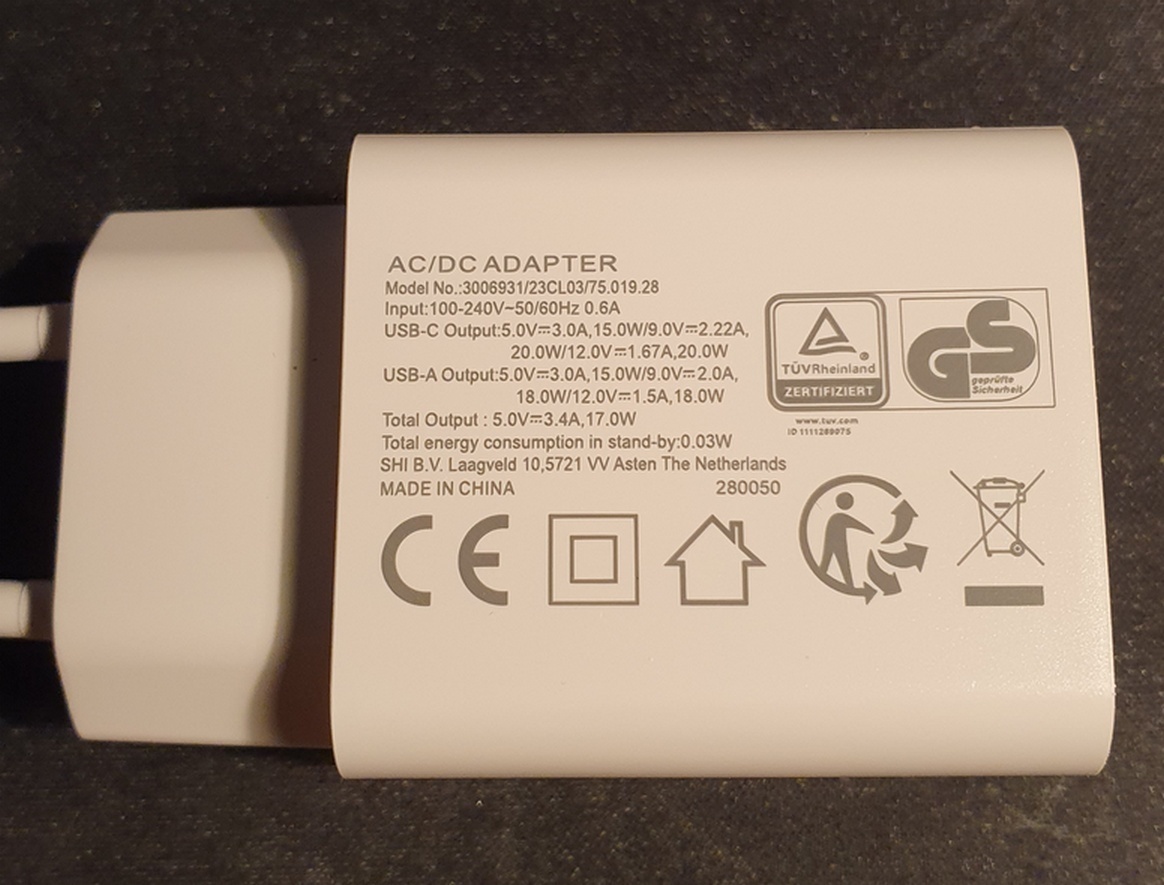 AC/DC ADAPTER
Model No.:3006931/23CL03/75.019.28
Input:100-240V~50/60Hz 0.6A
USB-C Output:5.0V⎓3.0A,15.0W/9.0V⎓2.22A,
20.0W/12.0V⎓1.67A,20.0W
USB-A Output:5.0V⎓3.0A,15.0W/9.0V⎓2.0A,
18.0W/12.0V⎓1.5A,18.0W
Total Output : 5.0V⎓3.4A,17.0W
Total energy consumption in stand-by:0.03W
SHI B.V. Laagveld 10,5721 VV Asten The Netherlands
MADE IN CHINA 280050
®
TÜVRheinland
ZERTIFIZIERT
www.tuv.com
ID 1111289075
GS
geprüfte
Sicherheit
CE